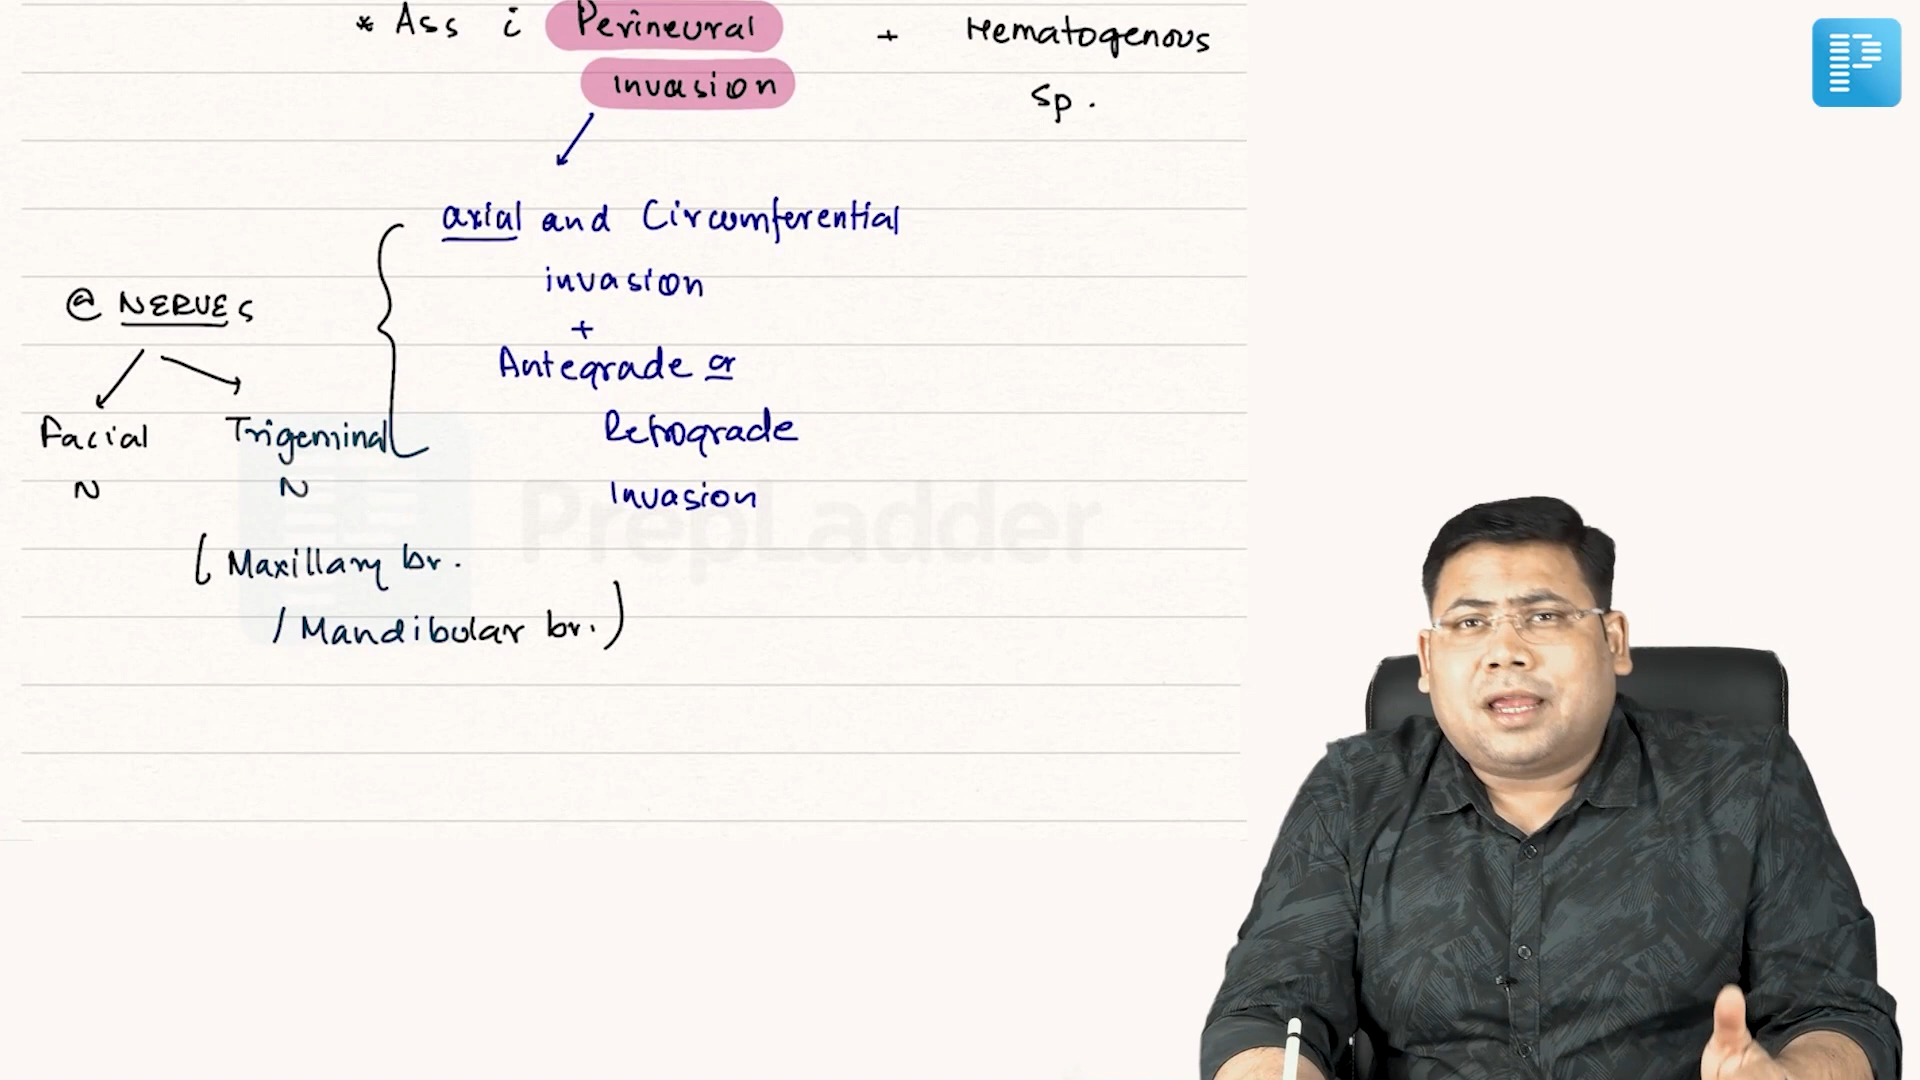 * Ass c̄ Perineural + Hematogenous
Invasion Sp.
axial and Circumferential
invasion
+
Antegrade or
Retrograde
Invasion
@ NERVES
Facial Trigeminal
N N
(Maxillary br.
/ Mandibular br.)
PrepLadder